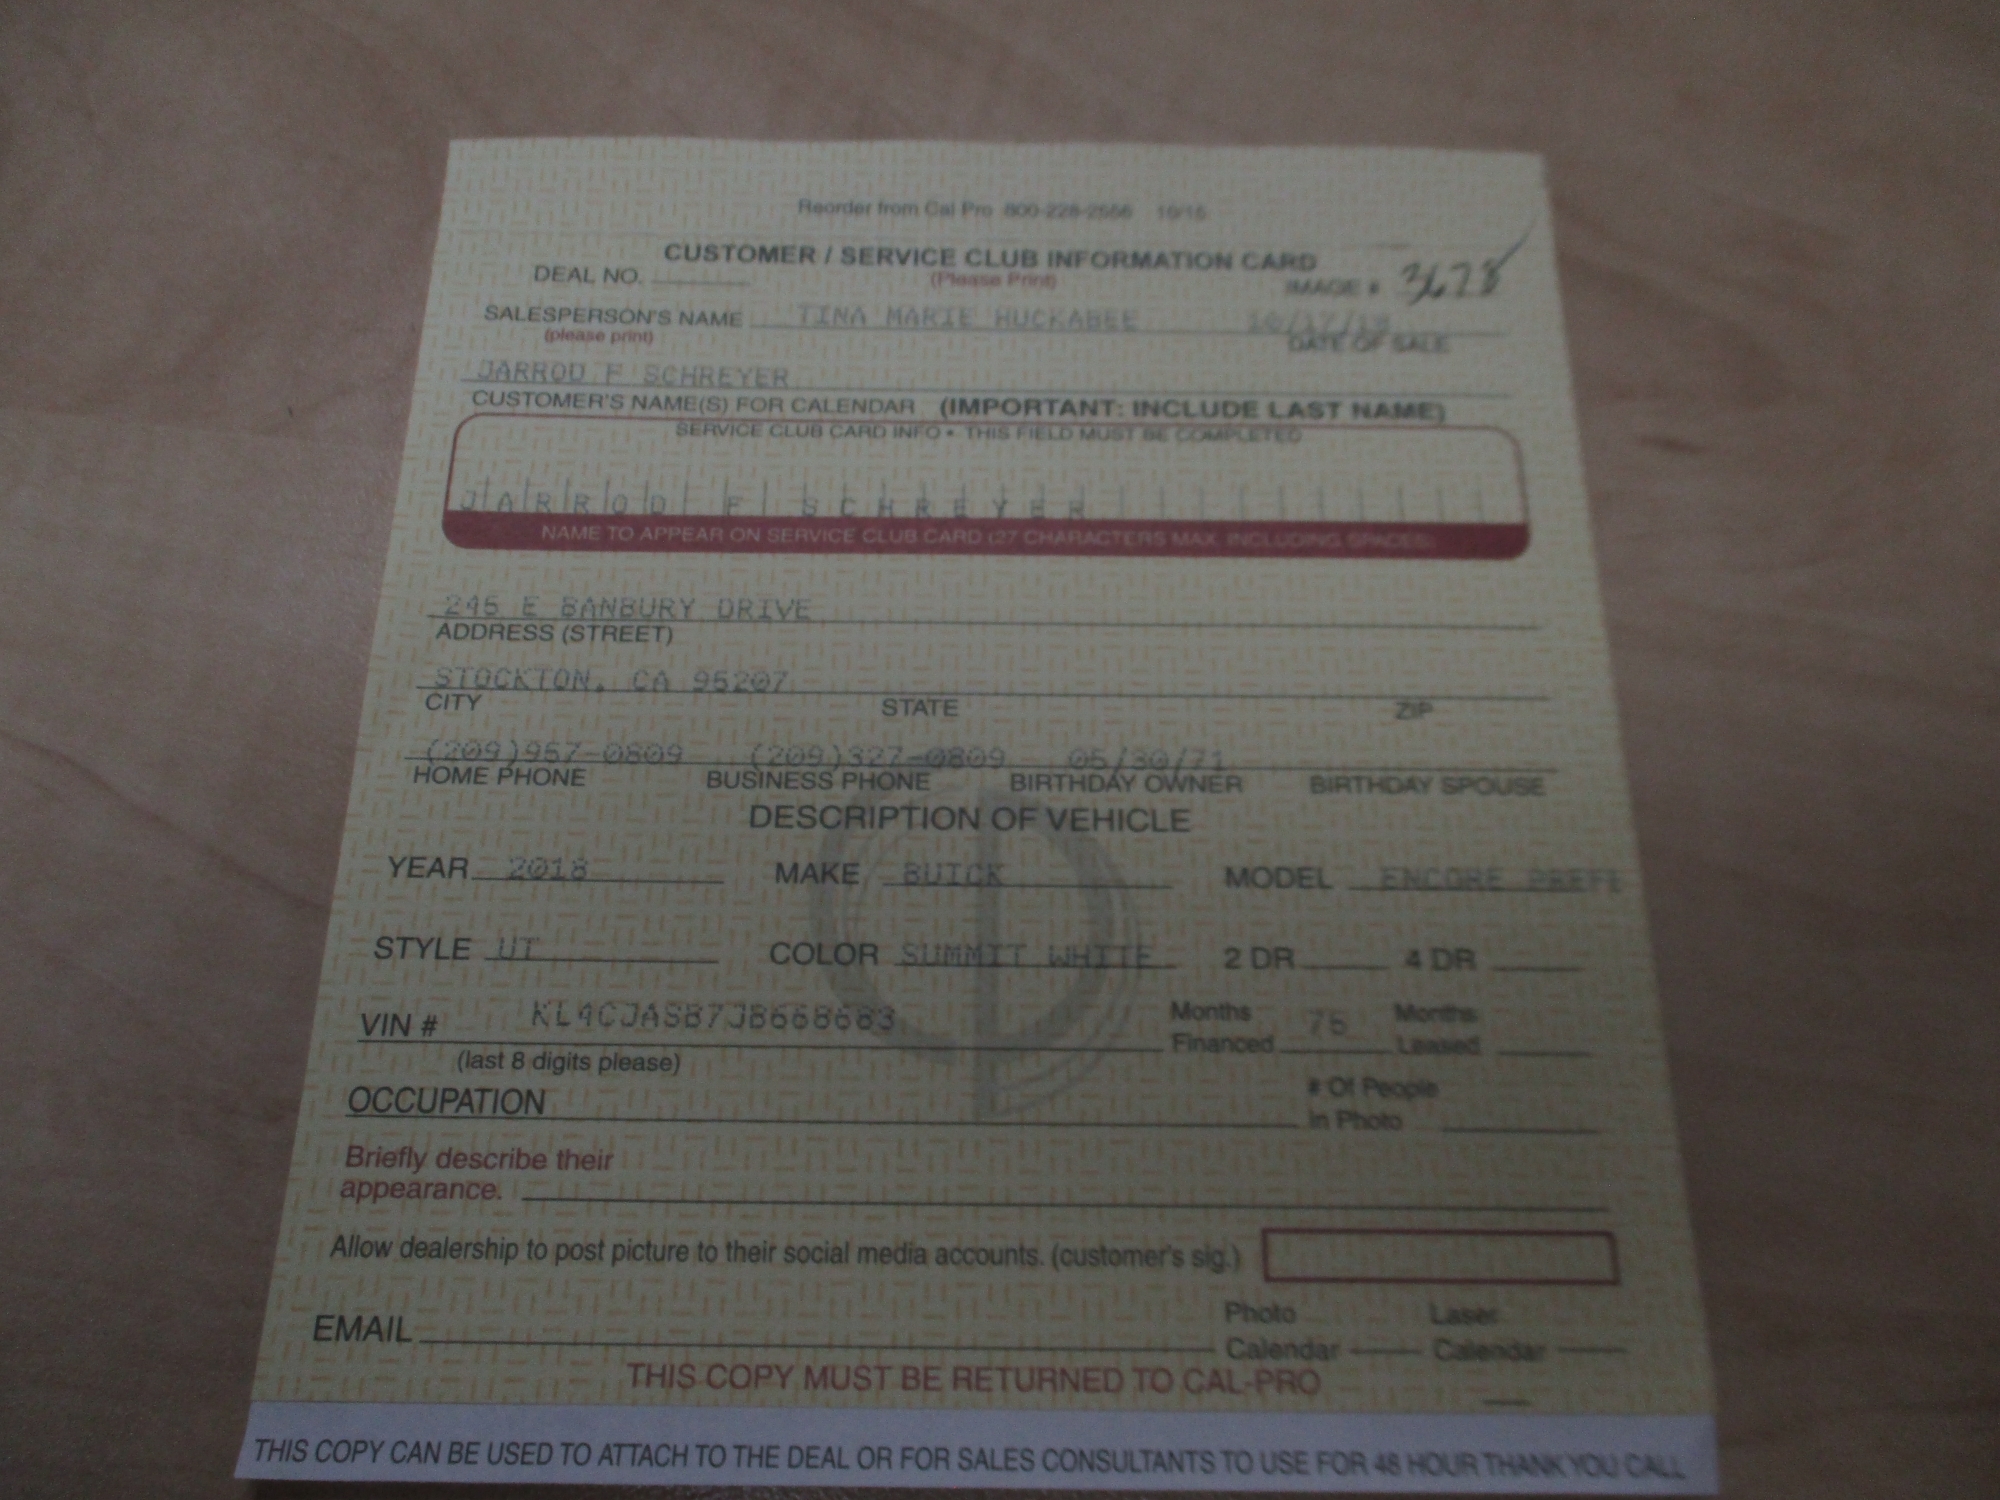 Reorder from Cal Pro 800-228-2566 10/15
CUSTOMER / SERVICE CLUB INFORMATION CARD
DEAL NO. (Please Print) IMAGE # 3678
SALESPERSON'S NAME TINA MARIE HUCKABEE
(please print) DATE OF SALE
JARROD F SCHREYER
CUSTOMER'S NAME(S) FOR CALENDAR (IMPORTANT: INCLUDE LAST NAME)
SERVICE CLUB CARD INFO • THIS FIELD MUST BE COMPLETED
JARROD F SCHREYER
NAME TO APPEAR ON SERVICE CLUB CARD (27 CHARACTERS MAX. INCLUDING SPACES)
245 E BANBURY DRIVE
ADDRESS (STREET)
STOCKTON, CA 95207
CITY STATE ZIP
(209)957-0809 (209)327-0809 05/30/71
HOME PHONE BUSINESS PHONE BIRTHDAY OWNER BIRTHDAY SPOUSE
DESCRIPTION OF VEHICLE
YEAR 2018 MAKE BUICK MODEL ENCORE PREFE
STYLE UT COLOR SUMMIT WHITE 2 DR 4 DR
VIN # KL4CJASB7JB668683 Months Financed 75 Months Leased
(last 8 digits please)
OCCUPATION # Of People In Photo
Briefly describe their
appearance.
Allow dealership to post picture to their social media accounts. (customer's sig.)
EMAIL Photo Calendar Laser Calendar
THIS COPY MUST BE RETURNED TO CAL-PRO
THIS COPY CAN BE USED TO ATTACH TO THE DEAL OR FOR SALES CONSULTANTS TO USE FOR 48 HOUR THANK YOU CALL